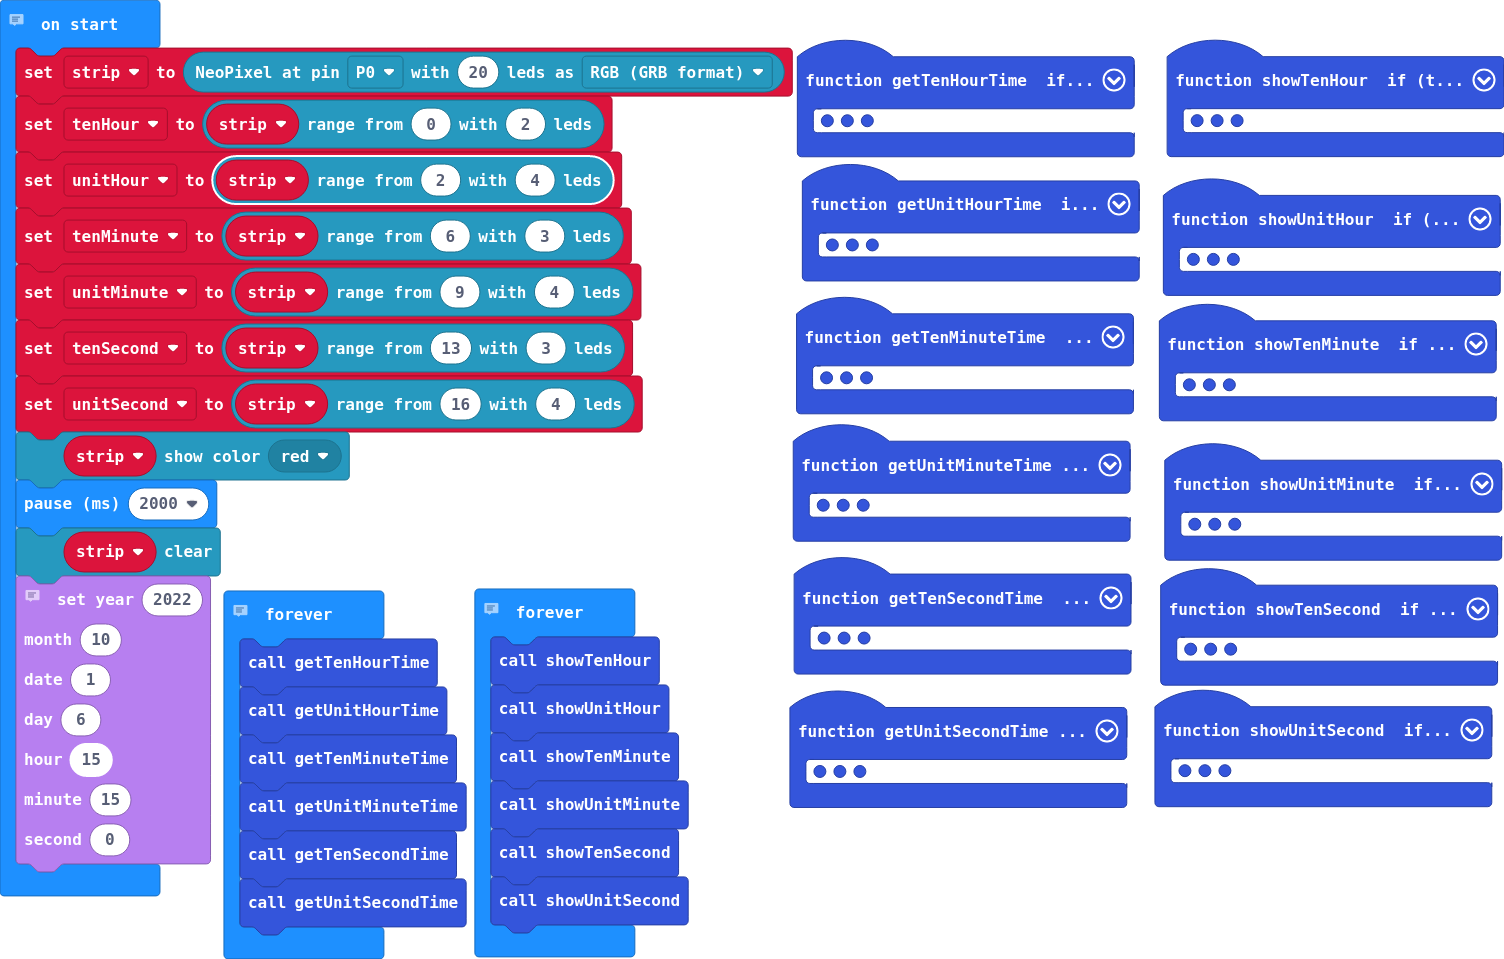 on start
set strip to NeoPixel at pin P0 with 20 leds as RGB (GRB format)
set tenHour to strip range from 0 with 2 leds
set unitHour to strip range from 2 with 4 leds
set tenMinute to strip range from 6 with 3 leds
set unitMinute to strip range from 9 with 4 leds
set tenSecond to strip range from 13 with 3 leds
set unitSecond to strip range from 16 with 4 leds
strip show color red
pause (ms) 2000
strip clear
set year 2022
month 10
date 1
day 6
hour 15
minute 15
second 0
forever
call getTenHourTime
call getUnitHourTime
call getTenMinuteTime
call getUnitMinuteTime
call getTenSecondTime
call getUnitSecondTime
forever
call showTenHour
call showUnitHour
call showTenMinute
call showUnitMinute
call showTenSecond
call showUnitSecond
function getTenHourTime if...
function getUnitHourTime i...
function getTenMinuteTime ...
function getUnitMinuteTime ...
function getTenSecondTime ...
function getUnitSecondTime ...
function showTenHour if (t...
function showUnitHour if (...
function showTenMinute if ...
function showUnitMinute if...
function showTenSecond if ...
function showUnitSecond if...